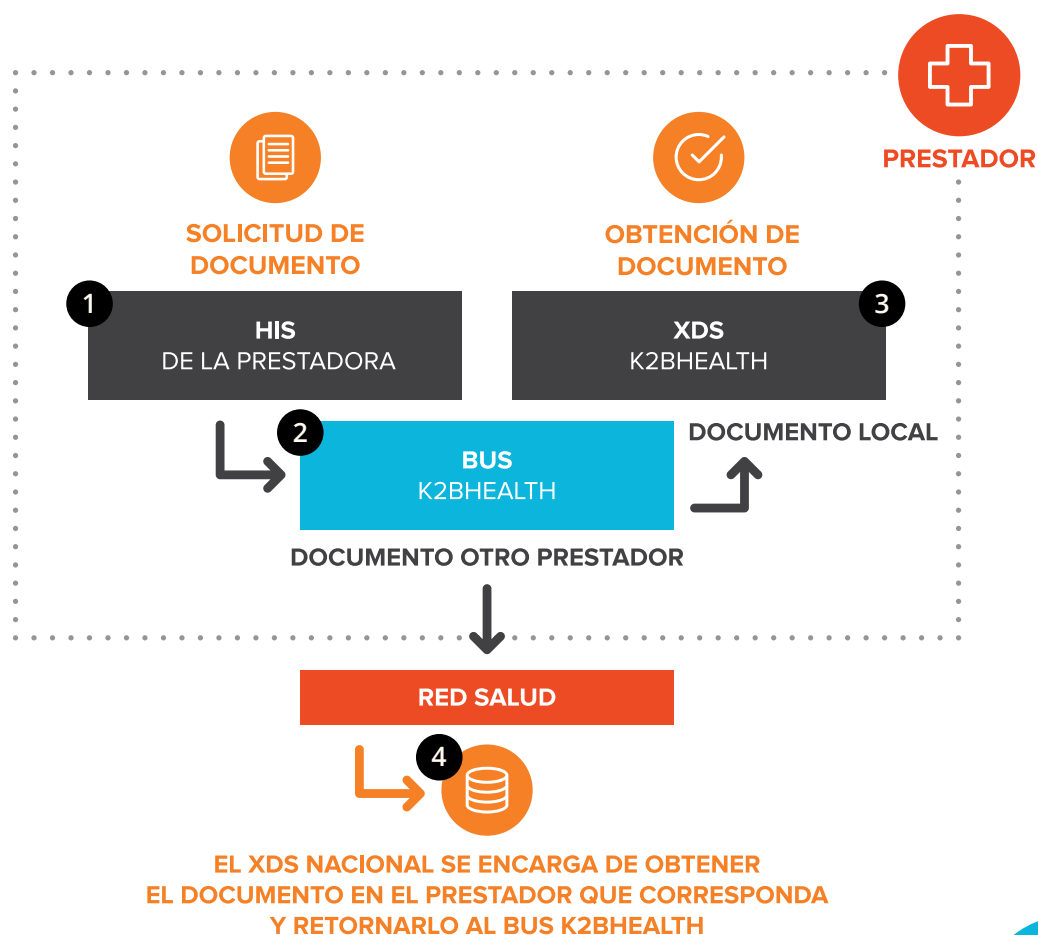 PRESTADOR
SOLICITUD DE
DOCUMENTO
OBTENCIÓN DE
DOCUMENTO
1
HIS
DE LA PRESTADORA
3
XDS
K2BHEALTH
2
BUS
K2BHEALTH
DOCUMENTO LOCAL
DOCUMENTO OTRO PRESTADOR
RED SALUD
4
EL XDS NACIONAL SE ENCARGA DE OBTENER
EL DOCUMENTO EN EL PRESTADOR QUE CORRESPONDA
Y RETORNARLO AL BUS K2BHEALTH